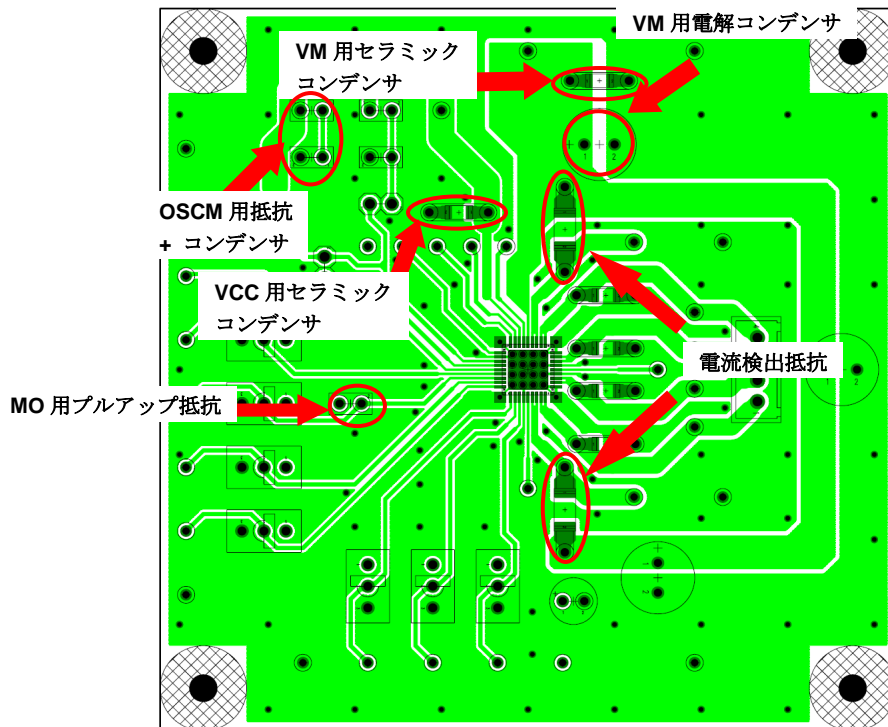 VM 用電解コンデンサ
VM 用セラミック
コンデンサ
OSCM 用抵抗
+ コンデンサ
VCC 用セラミック
コンデンサ
電流検出抵抗
MO 用プルアップ抵抗